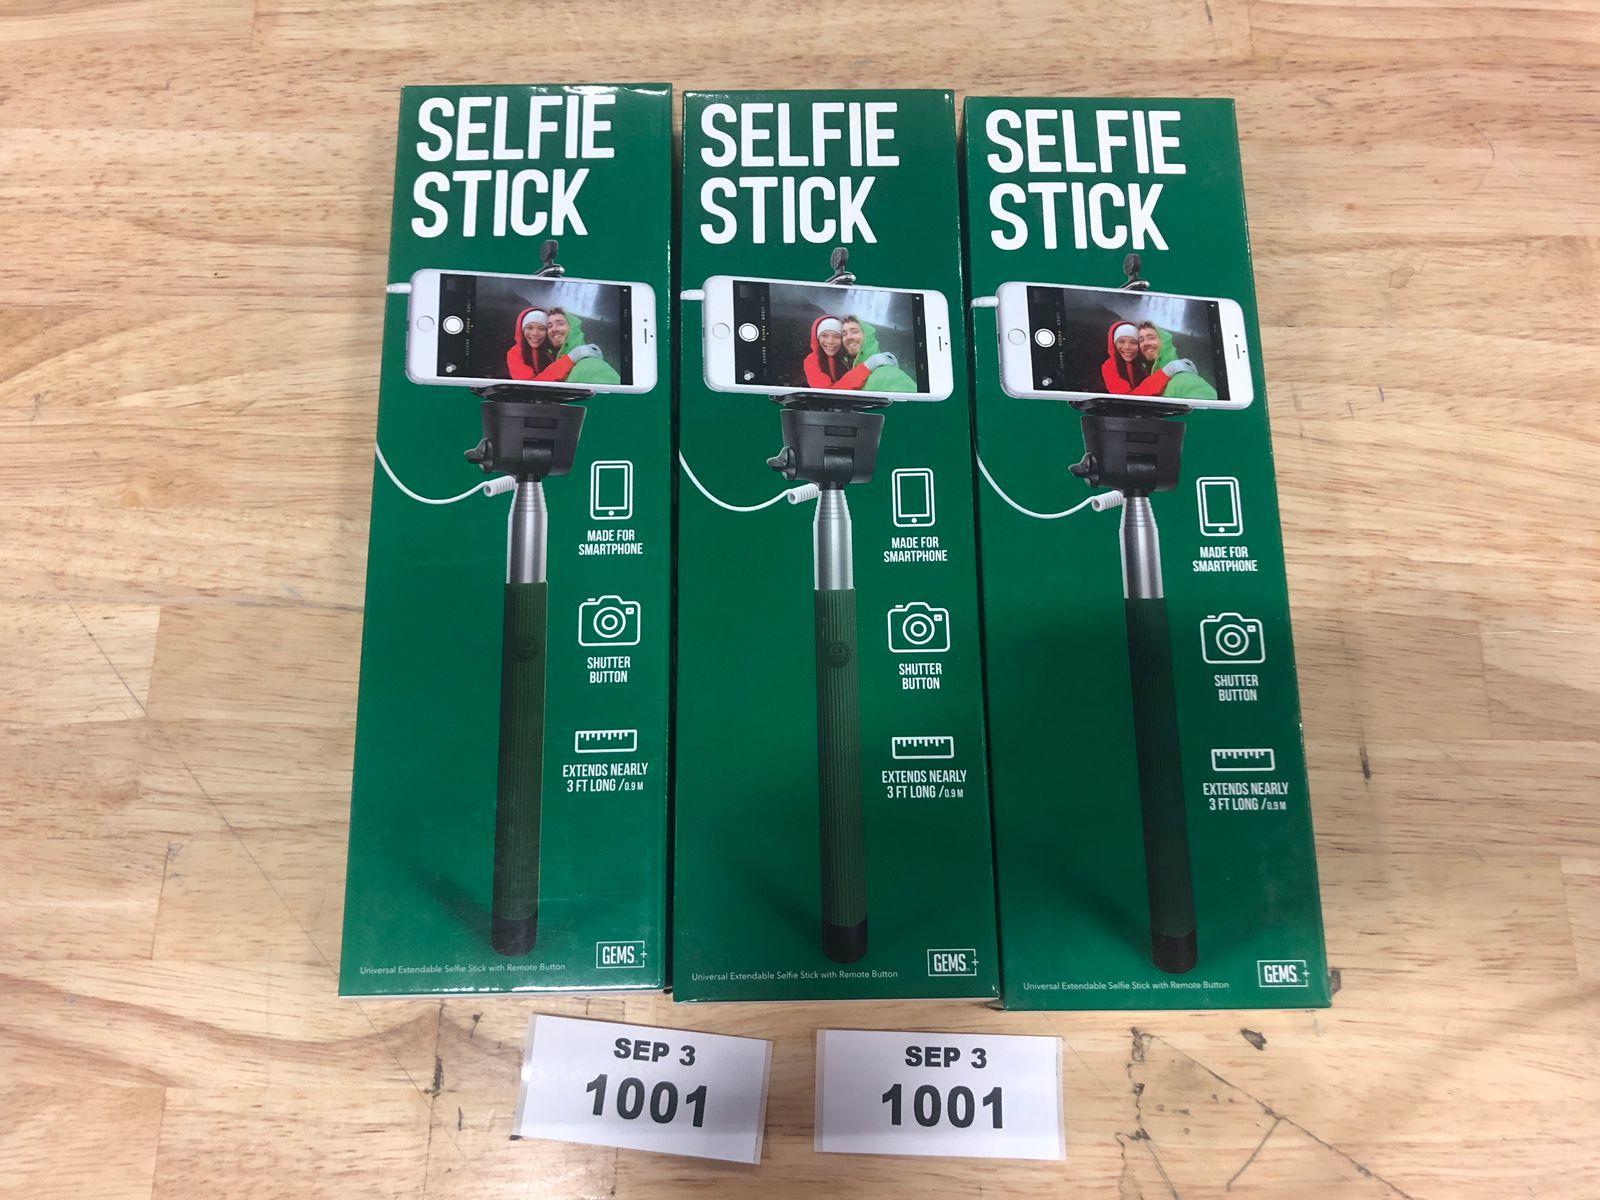 SELFIE
STICK
MADE FOR
SMARTPHONE
SHUTTER
BUTTON
EXTENDS NEARLY
3 FT LONG /0.9 M
Universal Extendable Selfie Stick with Remote Button
GEMS
SELFIE
STICK
MADE FOR
SMARTPHONE
SHUTTER
BUTTON
EXTENDS NEARLY
3 FT LONG /0.9 M
Universal Extendable Selfie Stick with Remote Button
GEMS
SELFIE
STICK
MADE FOR
SMARTPHONE
SHUTTER
BUTTON
EXTENDS NEARLY
3 FT LONG /0.9 M
Universal Extendable Selfie Stick with Remote Button
GEMS
SEP 3
1001
SEP 3
1001